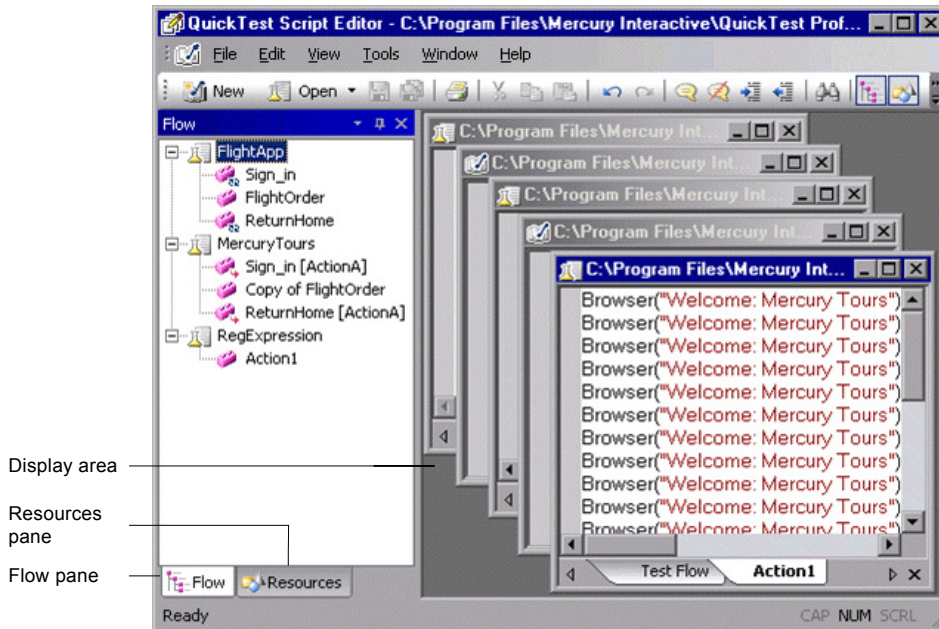 QuickTest Script Editor - C:\Program Files\Mercury Interactive\QuickTest Prof...
File Edit View Tools Window Help
New Open
Flow
FlightApp
Sign_in
FlightOrder
ReturnHome
MercuryTours
Sign_in [ActionA]
Copy of FlightOrder
ReturnHome [ActionA]
RegExpression
Action1
C:\Program Files\Mercury Int...
C:\Program Files\Mercury Int...
C:\Program Files\Mercury Int...
C:\Program Files\Mercury Int...
C:\Program Files\Mercury Int...
Browser("Welcome: Mercury Tours")
Browser("Welcome: Mercury Tours")
Browser("Welcome: Mercury Tours")
Browser("Welcome: Mercury Tours")
Browser("Welcome: Mercury Tours")
Browser("Welcome: Mercury Tours")
Browser("Welcome: Mercury Tours")
Browser("Welcome: Mercury Tours")
Browser("Welcome: Mercury Tours")
Browser("Welcome: Mercury Tours")
Browser("Welcome: Mercury Tours")
Test Flow Action1
Display area
Resources
pane
Flow pane
Flow Resources
Ready
CAP NUM SCRL